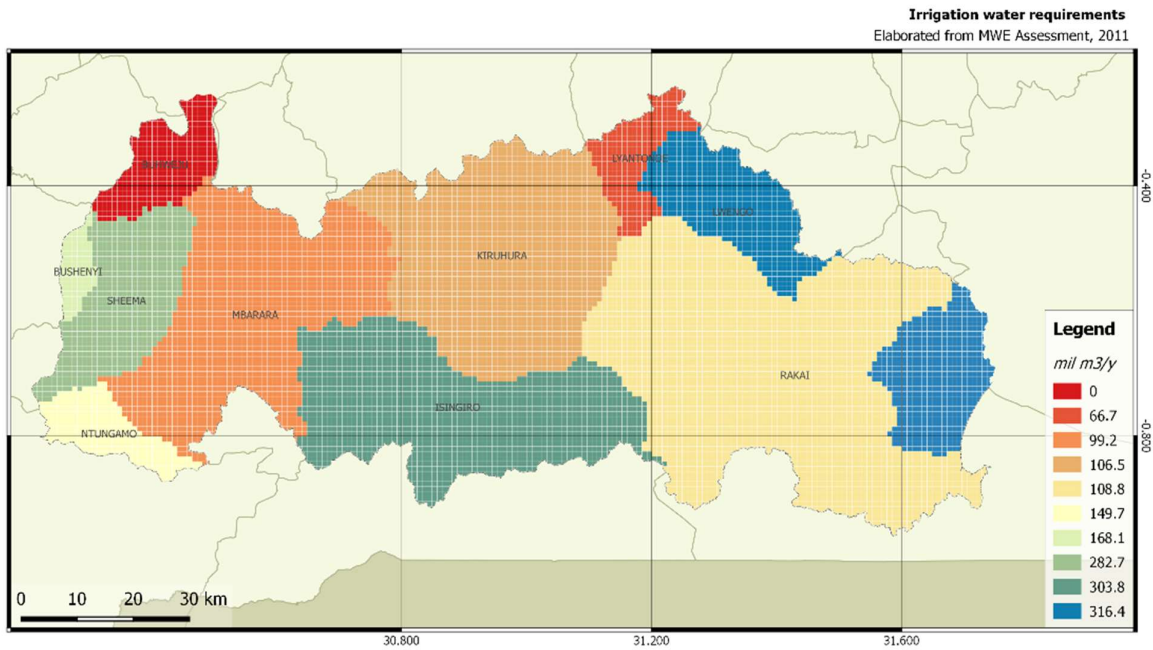 Irrigation water requirements
Elaborated from MWE Assessment, 2011
LYANTONDE
-0.400
LWENGO
KIRUHURA
BUSHENYI
SHEEMA
MBARARA
RAKAI
ISINGIRO
NTUNGAMO
-0.800
Legend
mil m3/y
0
66.7
99.2
106.5
108.8
149.7
168.1
282.7
303.8
316.4
0 10 20 30 km
30.800 31.200 31.600